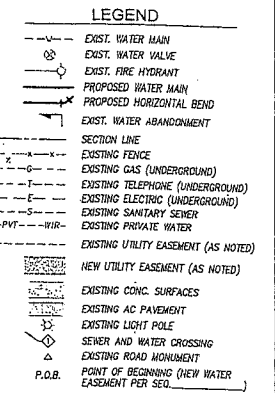 LEGEND
W EXIST. WATER MAIN
EXIST. WATER VALVE
EXIST. FIRE HYDRANT
PROPOSED WATER MAIN
PROPOSED HORIZONTAL BEND
EXIST. WATER ABANDONMENT
SECTION LINE
x x EXISTING FENCE
G EXISTING GAS (UNDERGROUND)
T EXISTING TELEPHONE (UNDERGROUND)
E EXISTING ELECTRIC (UNDERGROUND)
S EXISTING SANITARY SEWER
PVT WTR EXISTING PRIVATE WATER
EXISTING UTILITY EASEMENT (AS NOTED)
NEW UTILITY EASEMENT (AS NOTED)
EXISTING CONC. SURFACES
EXISTING AC PAVEMENT
EXISTING LIGHT POLE
1 SEWER AND WATER CROSSING
EXISTING ROAD MONUMENT
P.O.B. POINT OF BEGINNING (NEW WATER
EASEMENT PER SEQ.____________)